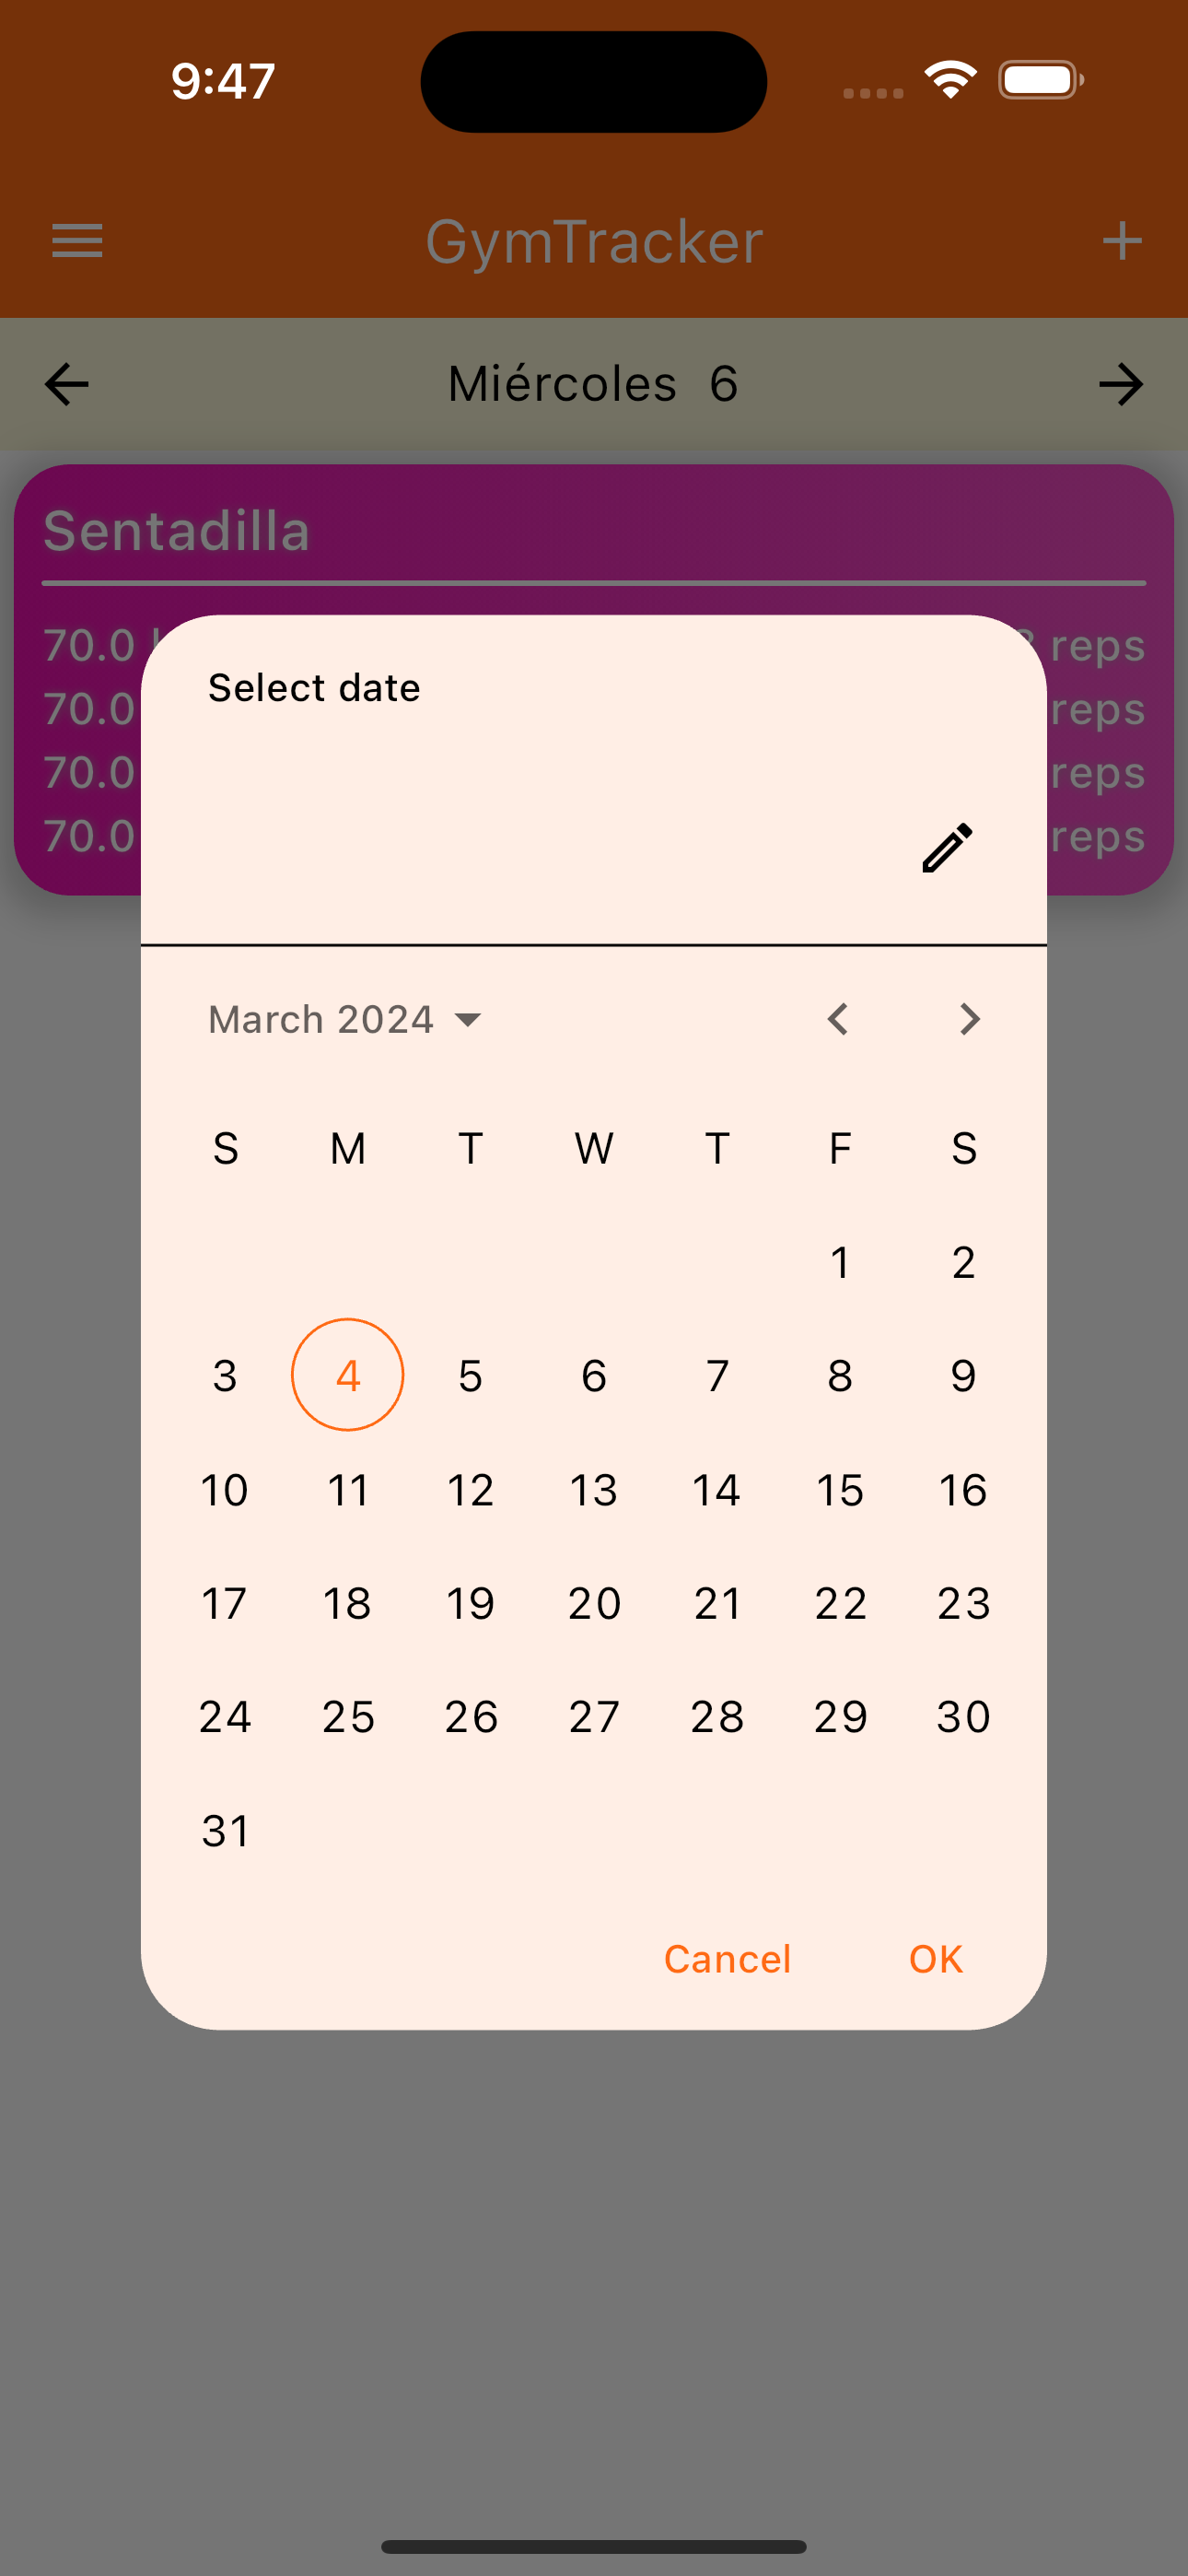 9:47
GymTracker
Miércoles 6
Sentadilla
70.0 reps
70.0 reps
70.0 reps
70.0 reps
Select date
March 2024
S M T W T F S
1 2
3 4 5 6 7 8 9
10 11 12 13 14 15 16
17 18 19 20 21 22 23
24 25 26 27 28 29 30
31
Cancel OK